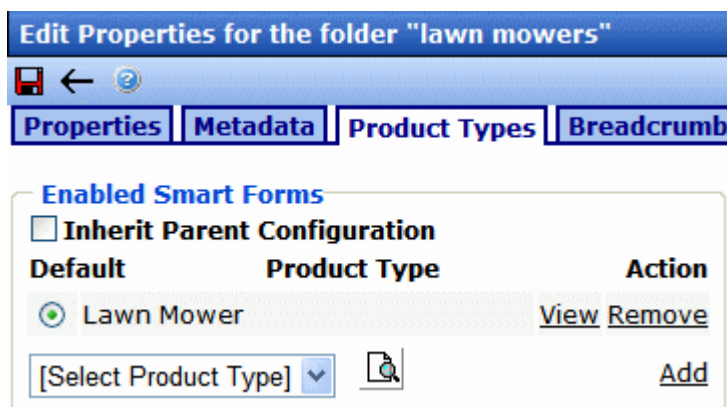 Edit Properties for the folder "lawn mowers"
Properties Metadata Product Types Breadcrumb
Enabled Smart Forms
Inherit Parent Configuration
Default Product Type Action
Lawn Mower View Remove
[Select Product Type] Add